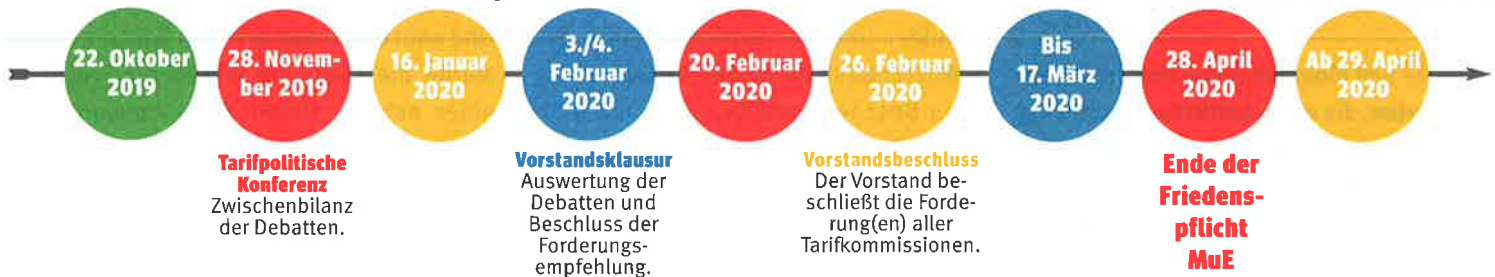 22. Oktober
2019
28. Novem-
ber 2019
16. Januar
2020
3./4.
Februar
2020
20. Februar
2020
26. Februar
2020
Bis
17. März
2020
28. April
2020
Ab 29. April
2020
Tarifpolitische
Konferenz
Zwischenbilanz
der Debatten.
Vorstandsklausur
Auswertung der
Debatten und
Beschluss der
Forderungs-
empfehlung.
Vorstandsbeschluss
Der Vorstand be-
schließt die Forde-
rung(en) aller
Tarifkommissionen.
Ende der
Friedens-
pflicht
MuE